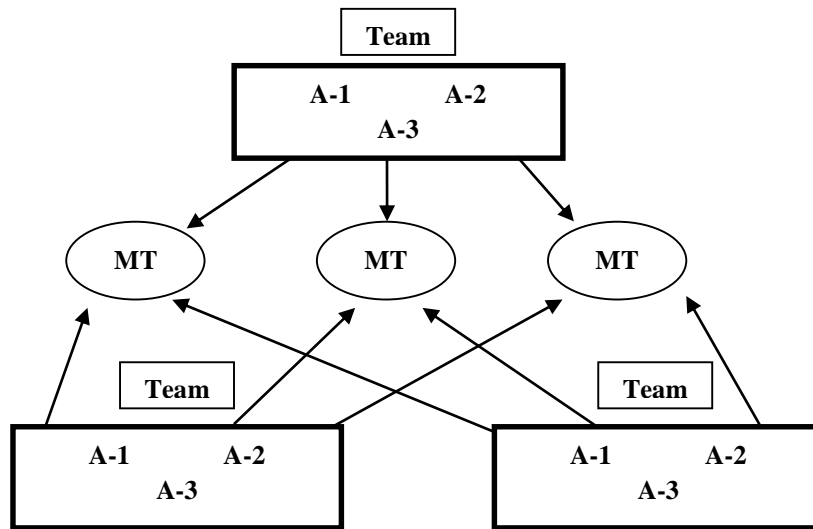 Team
A-1 A-2
A-3
MT MT MT
Team Team
A-1 A-2 A-1 A-2
A-3 A-3